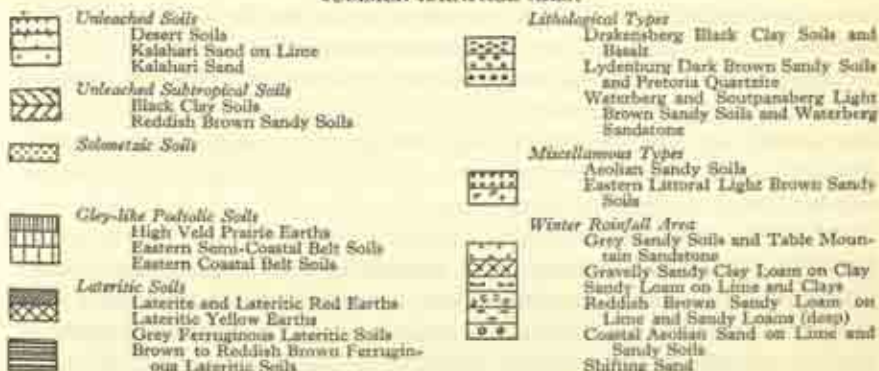 Unleached Soils
Desert Soils
Kalahari Sand on Lime
Kalahari Sand
Unleached Subtropical Soils
Black Clay Soils
Reddish Brown Sandy Soils
Solonetzic Soils
Gley-like Podsolic Soils
High Veld Prairie Earths
Eastern Semi-Coastal Belt Soils
Eastern Coastal Belt Soils
Lateritic Soils
Laterite and Lateritic Red Earths
Lateritic Yellow Earths
Grey Ferruginous Lateritic Soils
Brown to Reddish Brown Ferrugin-
ous Lateritic Soils
Lithological Types
Drakensberg Black Clay Soils and
Basalt
Lydenburg Dark Brown Sandy Soils
and Pretoria Quartzite
Waterberg and Soutpansberg Light
Brown Sandy Soils and Waterberg
Sandstone
Miscellaneous Types
Aeolian Sandy Soils
Eastern Littoral Light Brown Sandy
Soils
Winter Rainfall Area
Grey Sandy Soils and Table Moun-
tain Sandstone
Gravelly Sandy Clay Loam on Clay
Sandy Loam on Lime and Clays
Reddish Brown Sandy Loam on
Lime and Sandy Loams (deep)
Coastal Aeolian Sand on Lime and
Sandy Soils
Shifting Sand